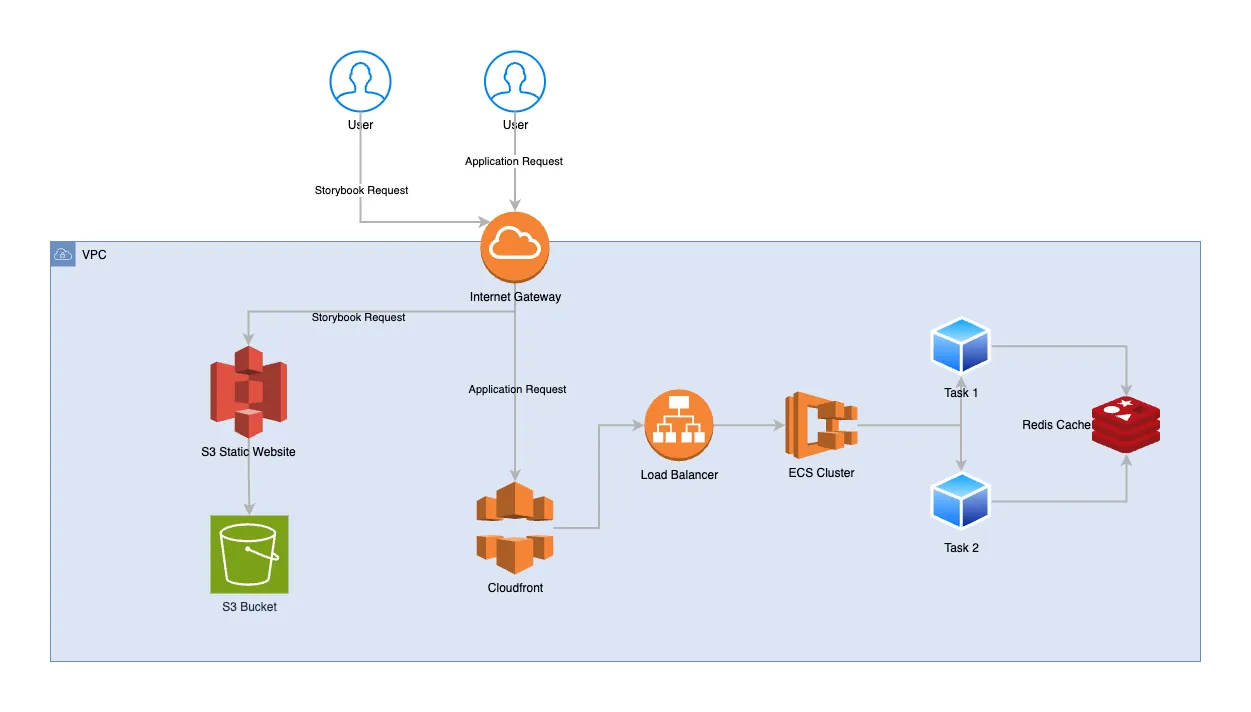 User
User
Application Request
Storybook Request
VPC
Internet Gateway
Storybook Request
Application Request
Task 1
Redis Cache
S3 Static Website
Load Balancer
ECS Cluster
Task 2
Cloudfront
S3 Bucket